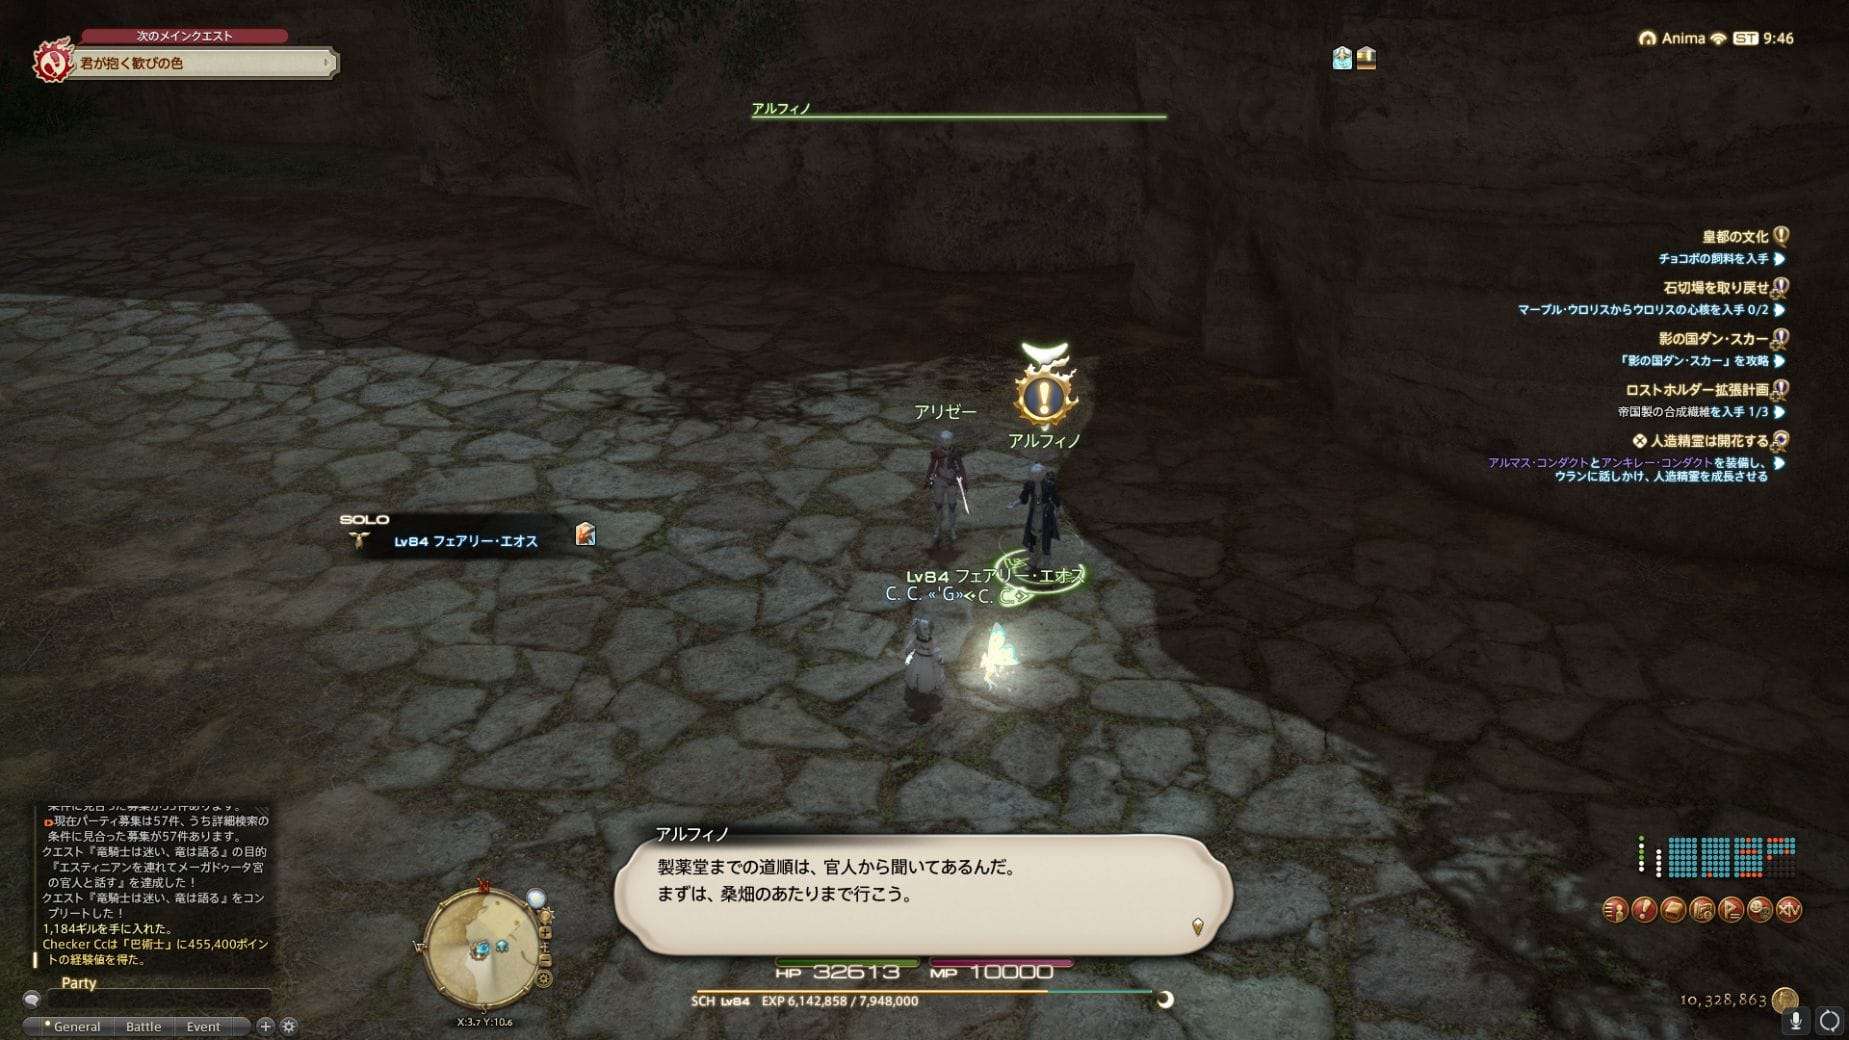 次のメインクエスト
君が抱く歓びの色
Anima ST 9:46
アルフィノ
皇都の文化
チョコボの飼料を入手
石切場を取り戻せ
マーブル・ウロリスからウロリスの心核を入手 0/2
影の国ダン・スカー
「影の国ダン・スカー」を攻略
ロストホルダー拡張計画
帝国製の合成繊維を入手 1/3
人造精霊は開花する
アルマス・コンダクトとアンキレー・コンダクトを装備し、
ウランに話しかけ、人造精霊を成長させる
アリゼー
アルフィノ
SOLO
Lv84 フェアリー・エオス
Lv84 フェアリー・エオス
C. C. «'G»
C. C.
条件に見合った募集が55件あります。
現在パーティ募集は57件、うち詳細検索の
条件に見合った募集が57件あります。
クエスト『竜騎士は迷い、竜は語る』の目的
『エスティニアンを連れてメーガドゥータ宮
の官人と話す』を達成した！
クエスト『竜騎士は迷い、竜は語る』をコン
プリートした！
1,184ギルを手に入れた。
Checker Ccは「巴術士」に455,400ポイン
トの経験値を得た。
Party
General Battle Event
X:3.7 Y:10.6
アルフィノ
製薬堂までの道順は、官人から聞いてあるんだ。
まずは、桑畑のあたりまで行こう。
HP 32613 MP 10000
SCH Lv84 EXP 6,142,858 / 7,948,000
XIV
10,328,863